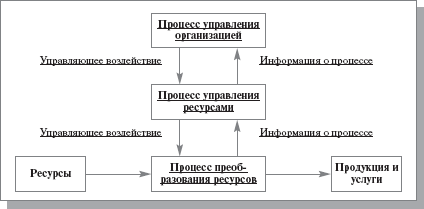 Процесс управления
организацией
Управляющее воздействие
Информация о процессе
Процесс управления
ресурсами
Управляющее воздействие
Информация о процессе
Ресурсы
Процесс преоб-
разования ресурсов
Продукция и
услуги